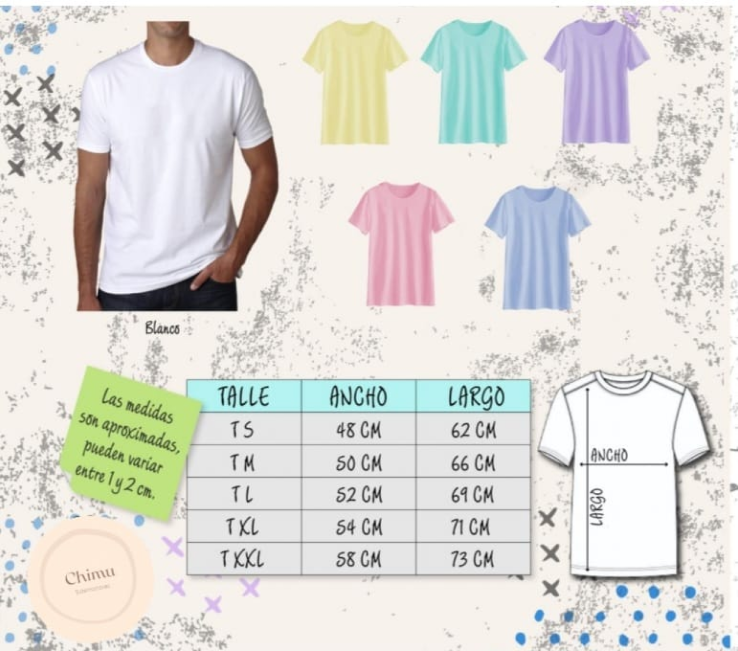 Blanco
Las medidas
son aproximadas,
pueden variar
entre 1 y 2 cm.
TALLE ANCHO LARGO
T S 48 CM 62 CM
T M 50 CM 66 CM
T L 52 CM 69 CM
T XL 54 CM 71 CM
T XXL 58 CM 73 CM
ANCHO
LARGO
Chimu